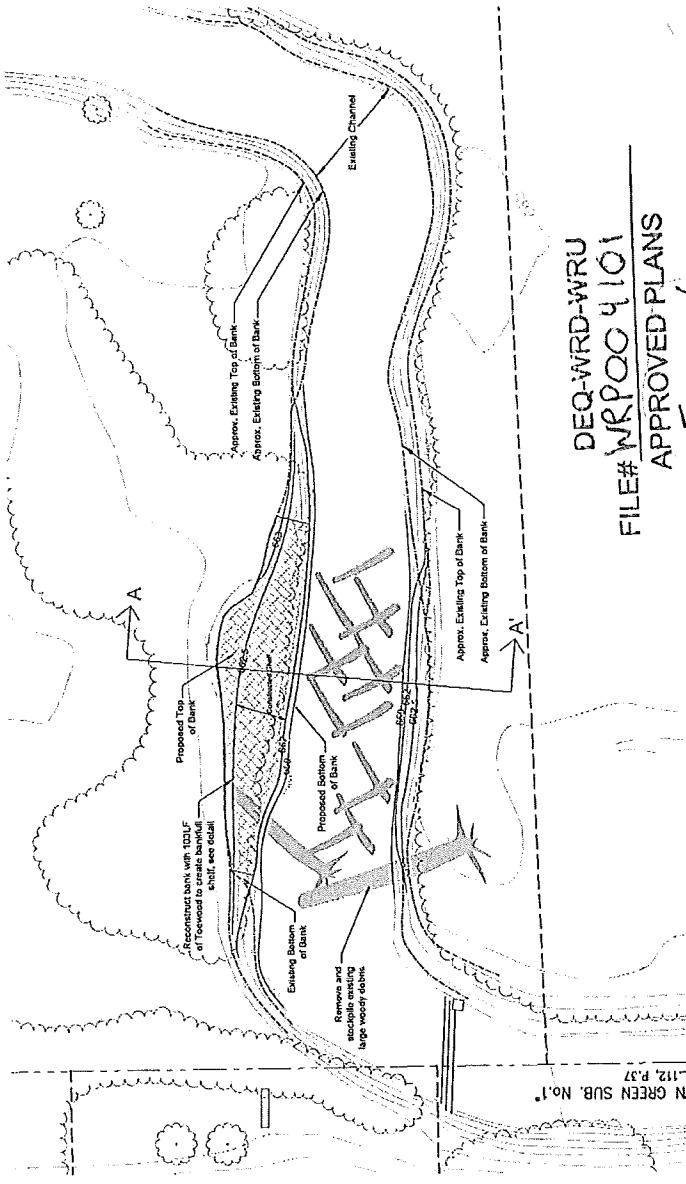 Existing Channel
Approx. Existing Top of Bank
Approx. Existing Bottom of Bank
A
Proposed Top
of Bank
Reconstruct bank with
of Toewood to create bankfull
shelf, see detail
Existing Bottom
of Bank
Proposed Bottom
of Bank
Remove and
stockpile existing
large woody debris
Approx. Existing Top of Bank
Approx. Existing Bottom of Bank
A'
DEQ-WRD-WRU
FILE# WRP004101
APPROVED PLANS
N GREEN SUB. No.1"
112, P.37